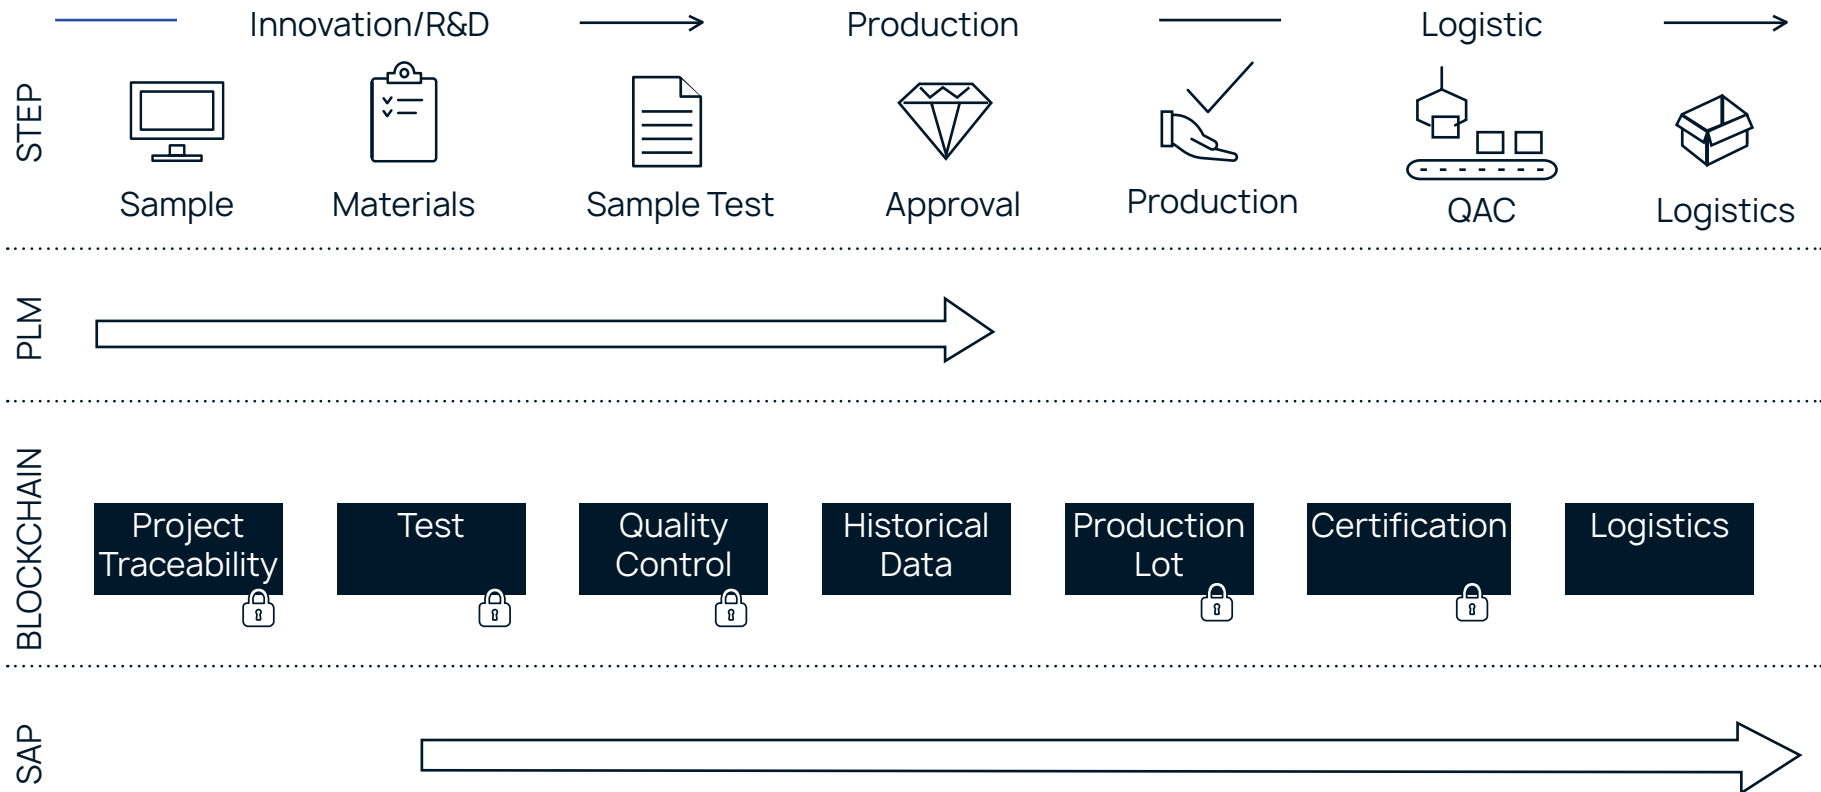 Innovation/R&D
Production
Logistic
STEP
Sample
Materials
Sample Test
Approval
Production
QAC
Logistics
PLM
BLOCKCHAIN
Project
Traceability
Test
Quality
Control
Historical
Data
Production
Lot
Certification
Logistics
SAP